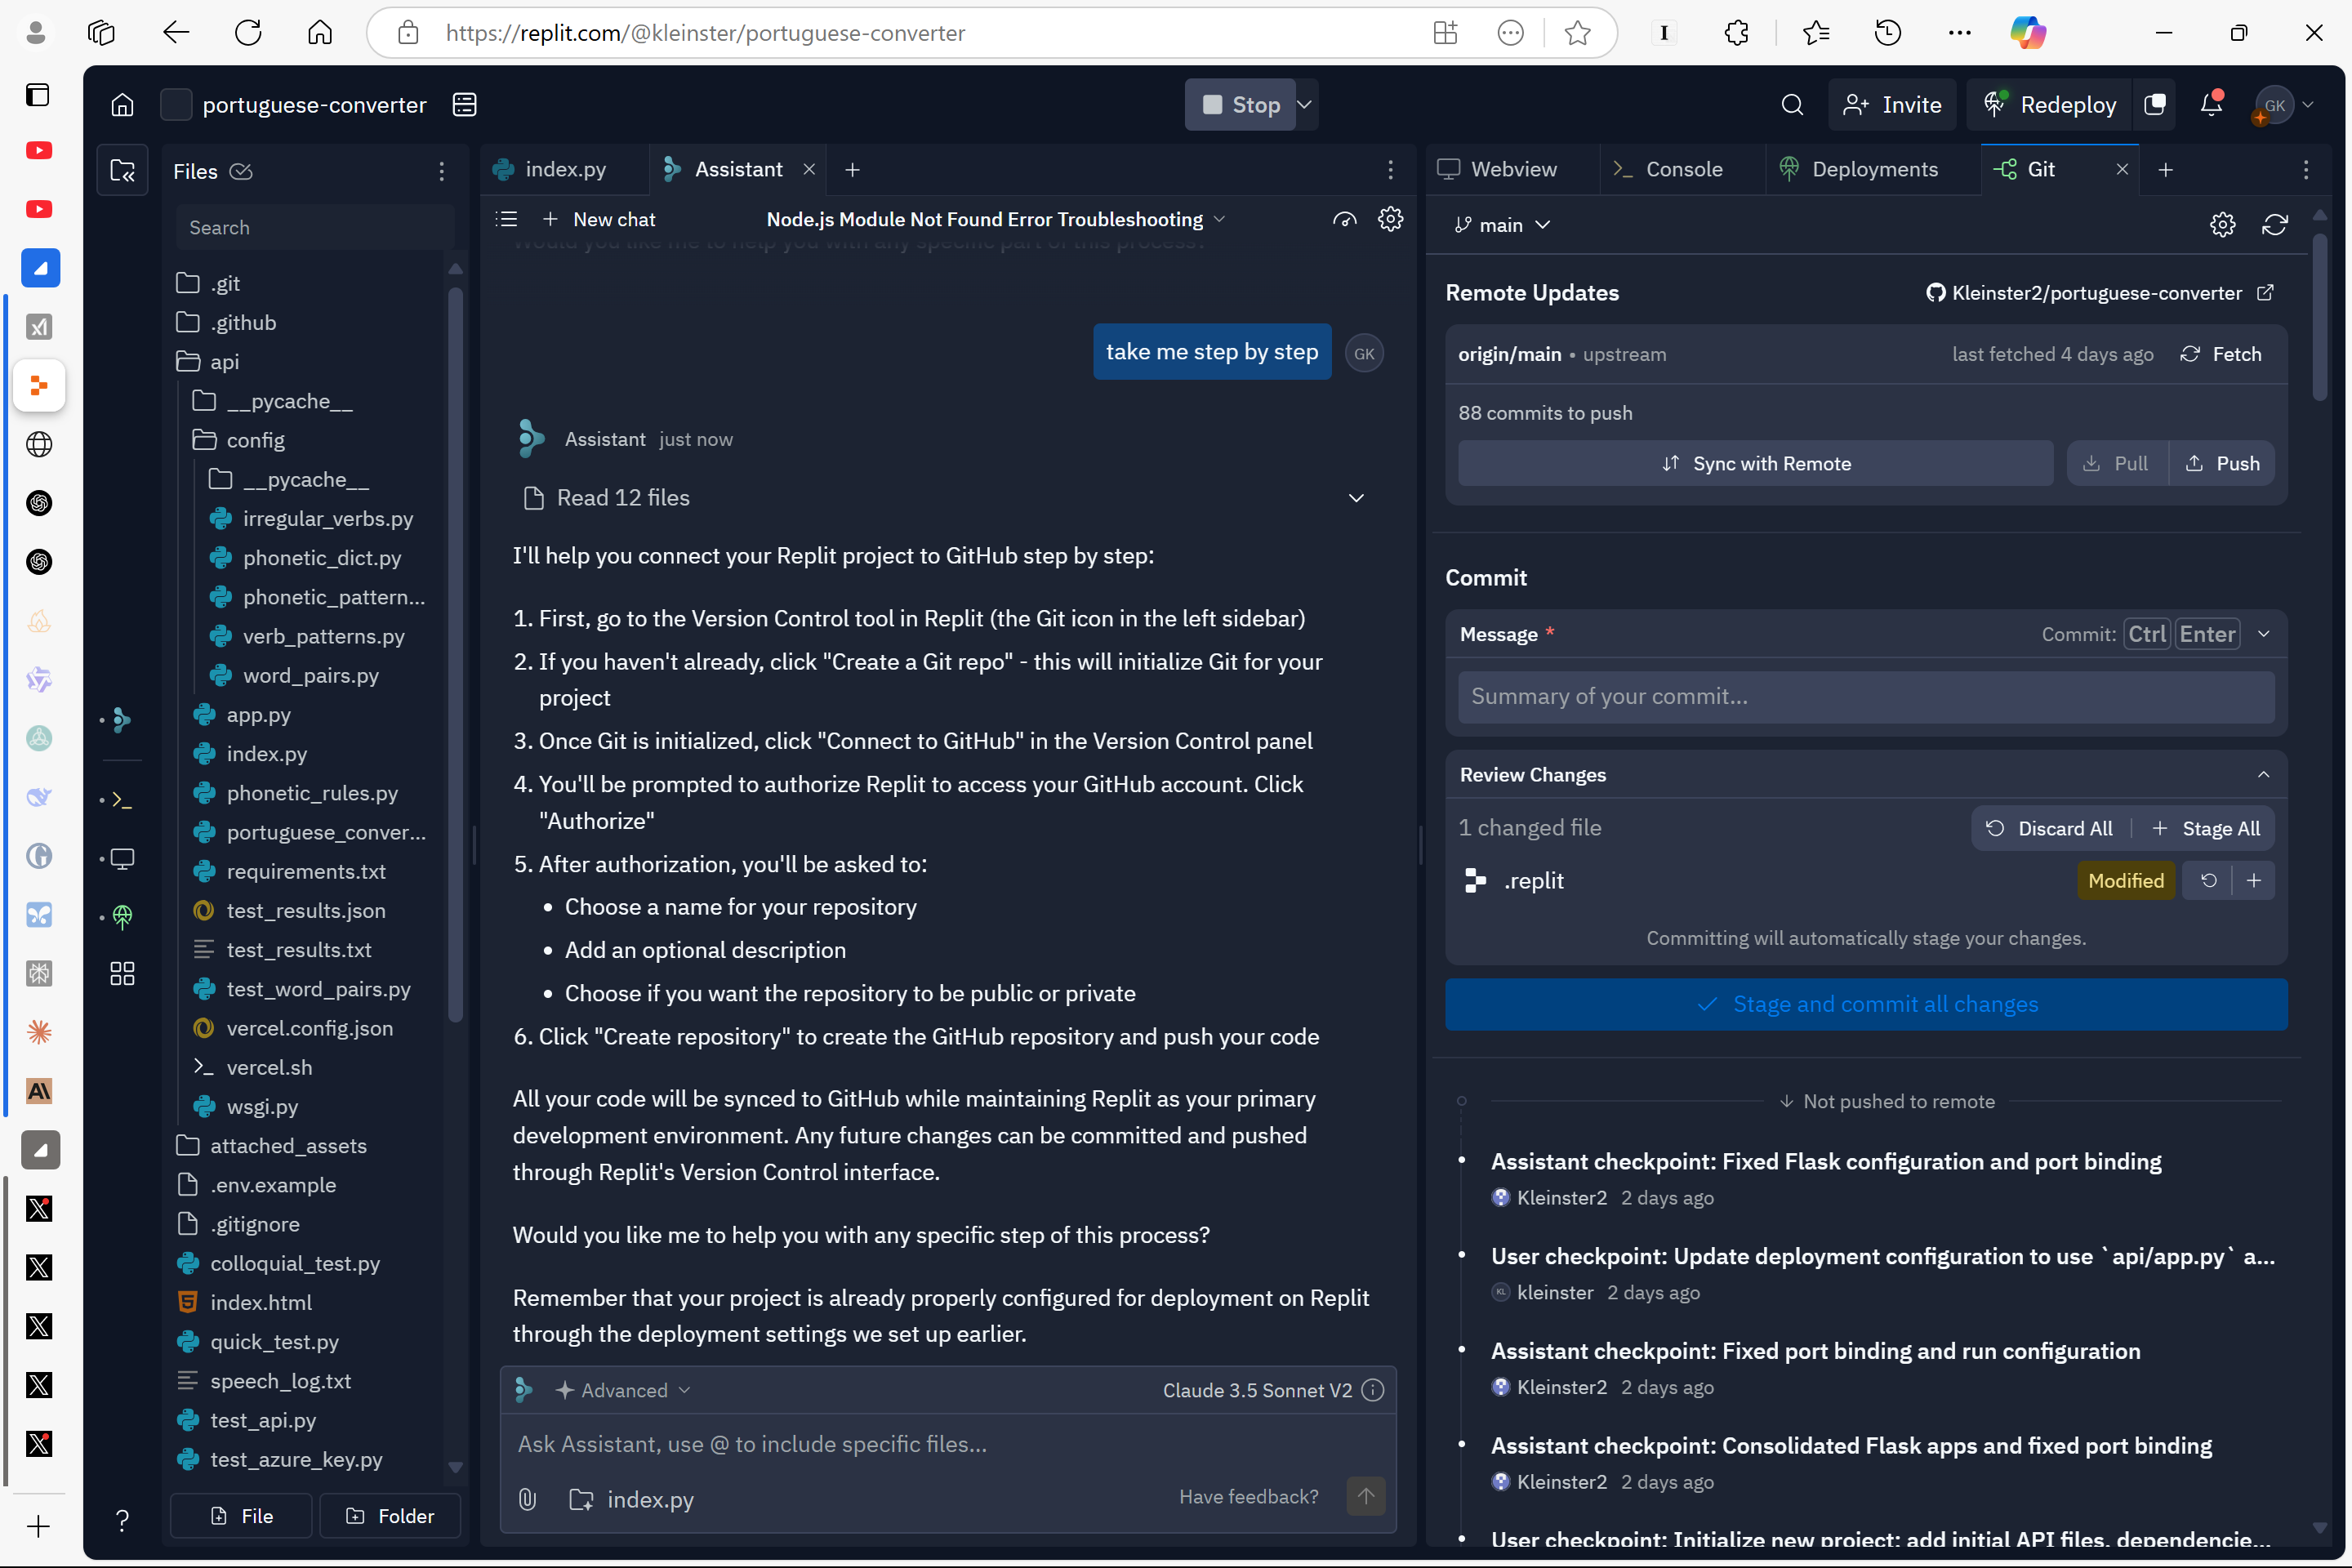 https://replit.com/@kleinster/portuguese-converter
portuguese-converter
Stop
Invite
Redeploy
GK
Files
Search
.git
.github
api
__pycache__
config
__pycache__
irregular_verbs.py
phonetic_dict.py
phonetic_pattern...
verb_patterns.py
word_pairs.py
app.py
index.py
phonetic_rules.py
portuguese_conver...
requirements.txt
test_results.json
test_results.txt
test_word_pairs.py
vercel.config.json
vercel.sh
wsgi.py
attached_assets
.env.example
.gitignore
colloquial_test.py
index.html
quick_test.py
speech_log.txt
test_api.py
test_azure_key.py
File
Folder
index.py
Assistant
New chat
Node.js Module Not Found Error Troubleshooting
Would you like me to help you with any specific part of this process?
take me step by step
GK
Assistant just now
Read 12 files
I'll help you connect your Replit project to GitHub step by step:
1. First, go to the Version Control tool in Replit (the Git icon in the left sidebar)
2. If you haven't already, click "Create a Git repo" - this will initialize Git for your
project
3. Once Git is initialized, click "Connect to GitHub" in the Version Control panel
4. You'll be prompted to authorize Replit to access your GitHub account. Click
"Authorize"
5. After authorization, you'll be asked to:
• Choose a name for your repository
• Add an optional description
• Choose if you want the repository to be public or private
6. Click "Create repository" to create the GitHub repository and push your code
All your code will be synced to GitHub while maintaining Replit as your primary
development environment. Any future changes can be committed and pushed
through Replit's Version Control interface.
Would you like me to help you with any specific step of this process?
Remember that your project is already properly configured for deployment on Replit
through the deployment settings we set up earlier.
Advanced
Claude 3.5 Sonnet V2
Ask Assistant, use @ to include specific files...
index.py
Have feedback?
Webview
Console
Deployments
Git
main
Remote Updates
Kleinster2/portuguese-converter
origin/main • upstream
last fetched 4 days ago
Fetch
88 commits to push
Sync with Remote
Pull
Push
Commit
Message *
Commit: Ctrl Enter
Summary of your commit...
Review Changes
1 changed file
Discard All
Stage All
.replit
Modified
Committing will automatically stage your changes.
Stage and commit all changes
Not pushed to remote
Assistant checkpoint: Fixed Flask configuration and port binding
Kleinster2 2 days ago
User checkpoint: Update deployment configuration to use `api/app.py` a...
KL kleinster 2 days ago
Assistant checkpoint: Fixed port binding and run configuration
Kleinster2 2 days ago
Assistant checkpoint: Consolidated Flask apps and fixed port binding
Kleinster2 2 days ago
User checkpoint: Initialize new project: add initial API files, dependencie...